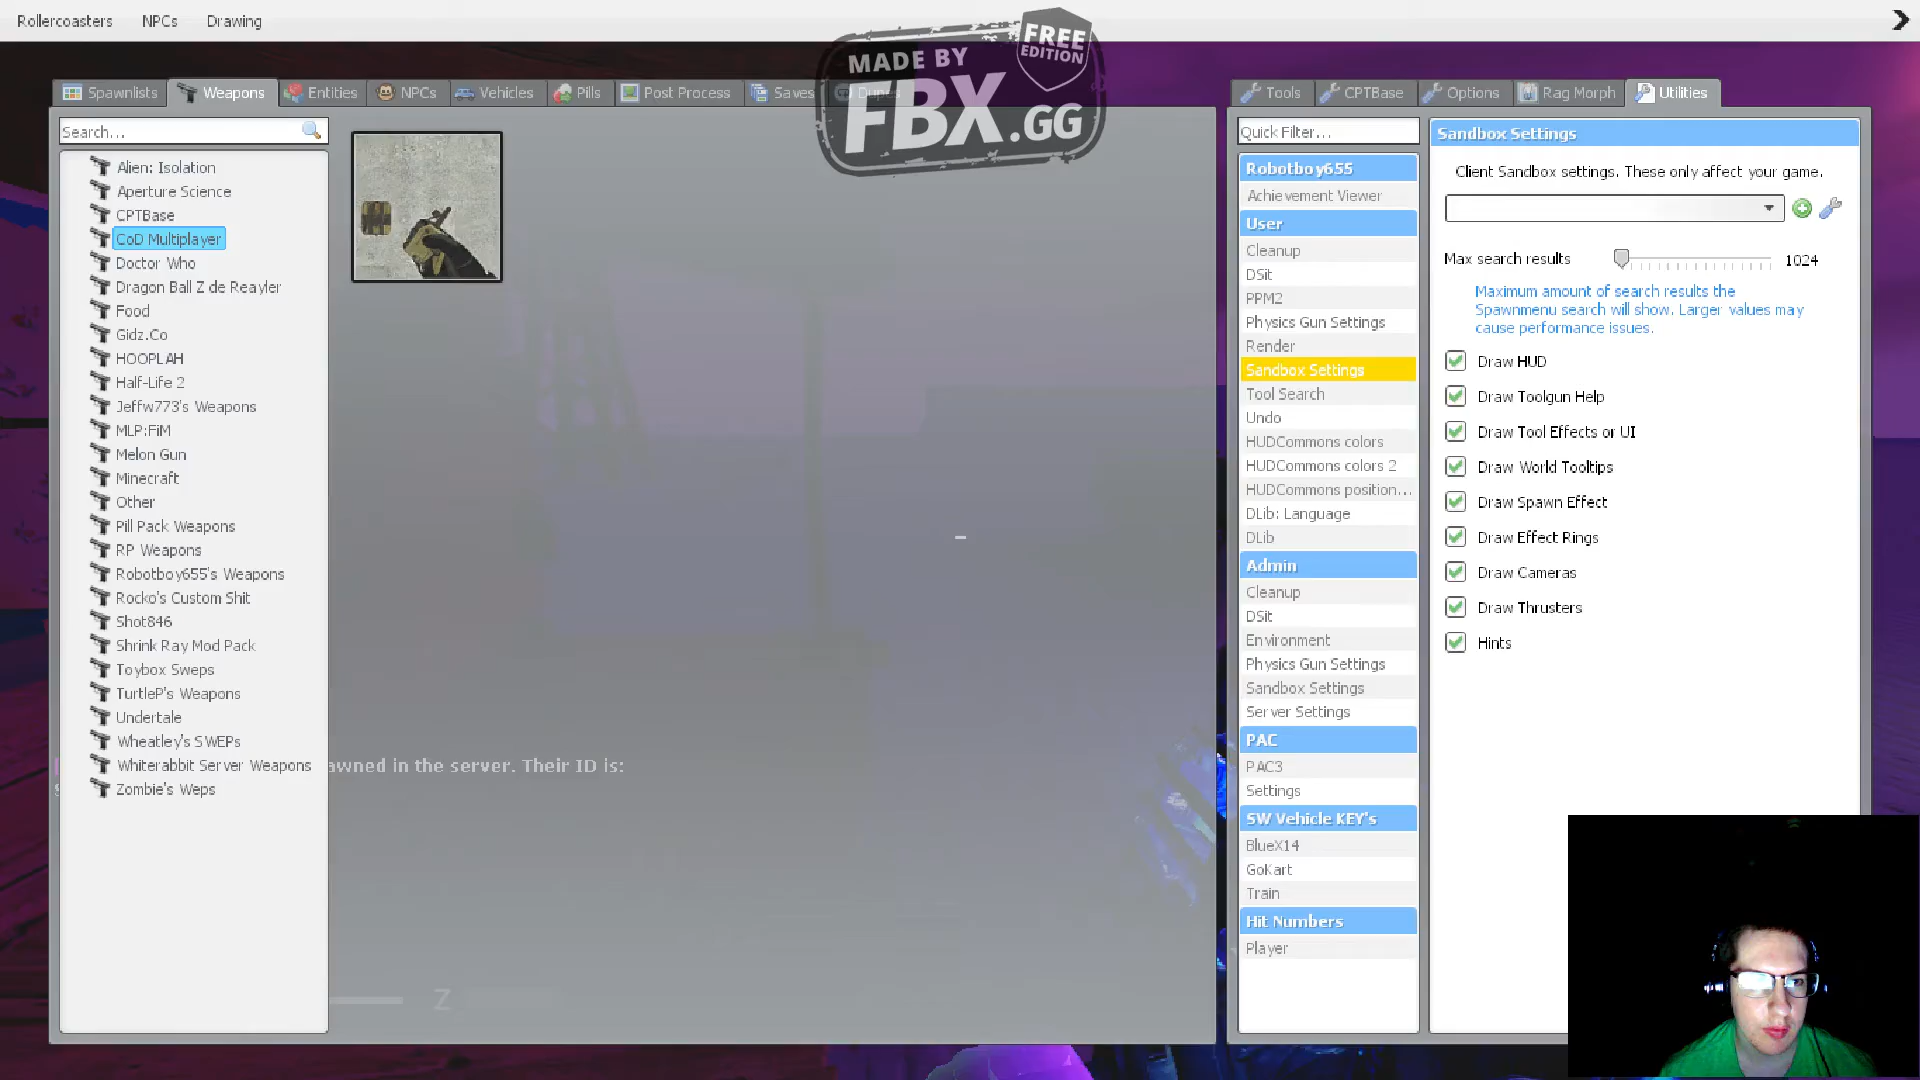 Rollercoasters NPCs Drawing
MADE BY
FBX.GG
FREE
EDITION
Spawnlists Weapons Entities NPCs Vehicles Pills Post Process Saves Dupes
Search...
Alien: Isolation
Aperture Science
CPTBase
CoD Multiplayer
Doctor Who
Dragon Ball Z de Reayler
Food
Gidz.Co
HOOPLAH
Half-Life 2
Jeffw773's Weapons
MLP:FiM
Melon Gun
Minecraft
Other
Pill Pack Weapons
RP Weapons
Robotboy655's Weapons
Rocko's Custom Shit
Shot846
Shrink Ray Mod Pack
Toybox Sweps
TurtleP's Weapons
Undertale
Wheatley's SWEPs
Whiterabbit Server Weapons
Zombie's Weps
awned in the server. Their ID is:
Z
Tools CPTBase Options Rag Morph Utilities
Quick Filter...
Robotboy655
Achievement Viewer
User
Cleanup
DSit
PPM2
Physics Gun Settings
Render
Sandbox Settings
Tool Search
Undo
HUDCommons colors
HUDCommons colors 2
HUDCommons position...
DLib: Language
DLib
Admin
Cleanup
DSit
Environment
Physics Gun Settings
Sandbox Settings
Server Settings
PAC
PAC3
Settings
SW Vehicle KEY's
BlueX14
GoKart
Train
Hit Numbers
Player
Sandbox Settings
Client Sandbox settings. These only affect your game.
Max search results 1024
Maximum amount of search results the
Spawnmenu search will show. Larger values may
cause performance issues.
Draw HUD
Draw Toolgun Help
Draw Tool Effects or UI
Draw World Tooltips
Draw Spawn Effect
Draw Effect Rings
Draw Cameras
Draw Thrusters
Hints